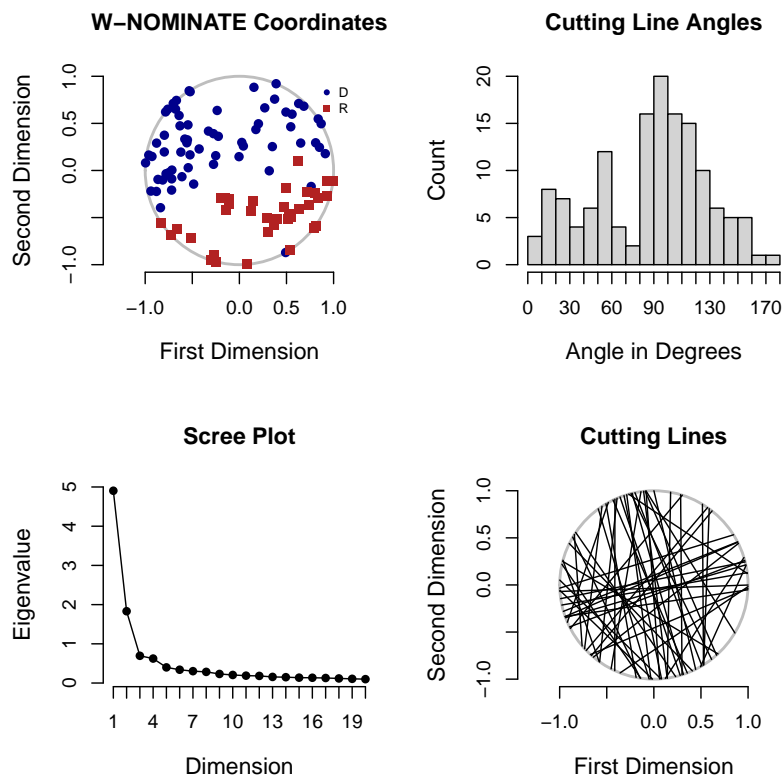 W−NOMINATE Coordinates
Second Dimension
1.0
0.5
0.0
−1.0
D
R
−1.0 0.0 0.5 1.0
First Dimension
Cutting Line Angles
Count
20
15
10
5
0
0 30 60 90 130 170
Angle in Degrees
Scree Plot
Eigenvalue
5
4
3
2
1
0
1 4 7 10 13 16 19
Dimension
Cutting Lines
Second Dimension
1.0
0.5
0.0
−1.0
−1.0 0.0 0.5 1.0
First Dimension